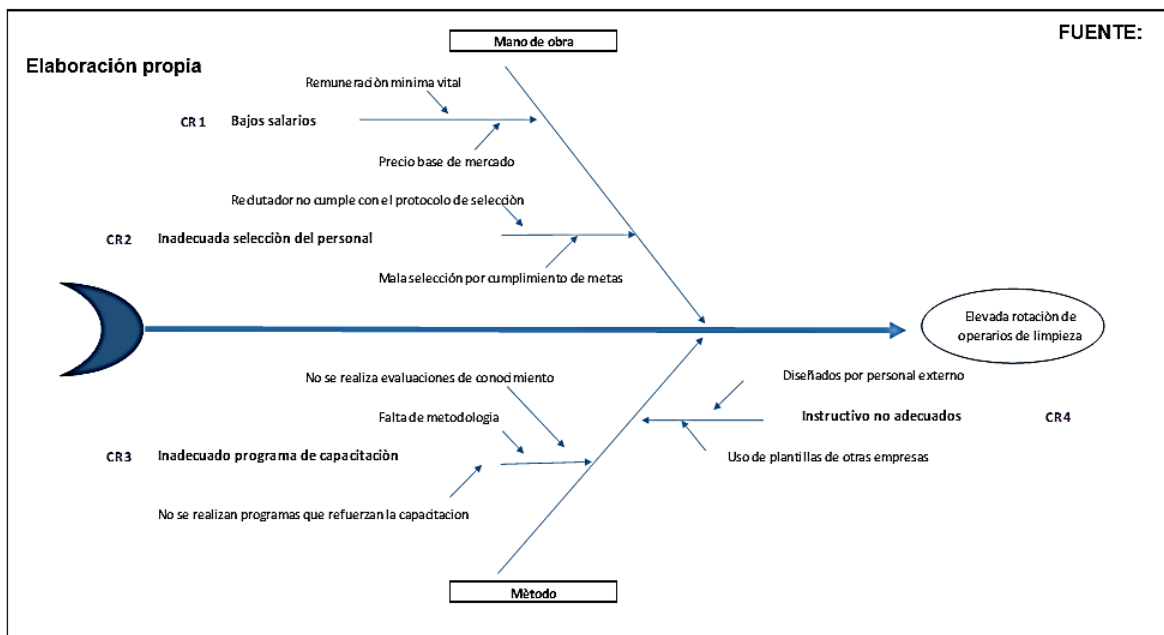 FUENTE:
Elaboración propia
Mano de obra
Remuneraciòn minima vital
CR 1 Bajos salarios
Precio base de mercado
Reclutador no cumple con el protocolo de selecciòn
CR2 Inadecuada selecciòn del personal
Mala selección por cumplimiento de metas
Elevada rotaciòn de
operarios de limpieza
No se realiza evaluaciones de conocimiento
Diseñados por personal externo
Falta de metodologia
Instructivo no adecuados CR4
CR3 Inadecuado programa de capacitaciòn
Uso de plantillas de otras empresas
No se realizan programas que refuerzan la capacitacion
Mètodo